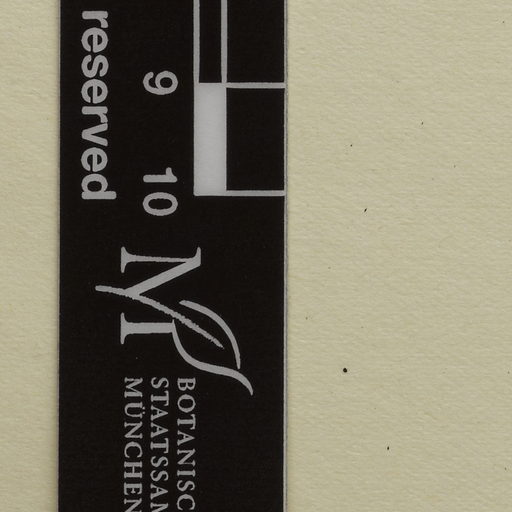 reserved
9 10
M
BOTANISC
STAATSSAM
MÜNCHEN